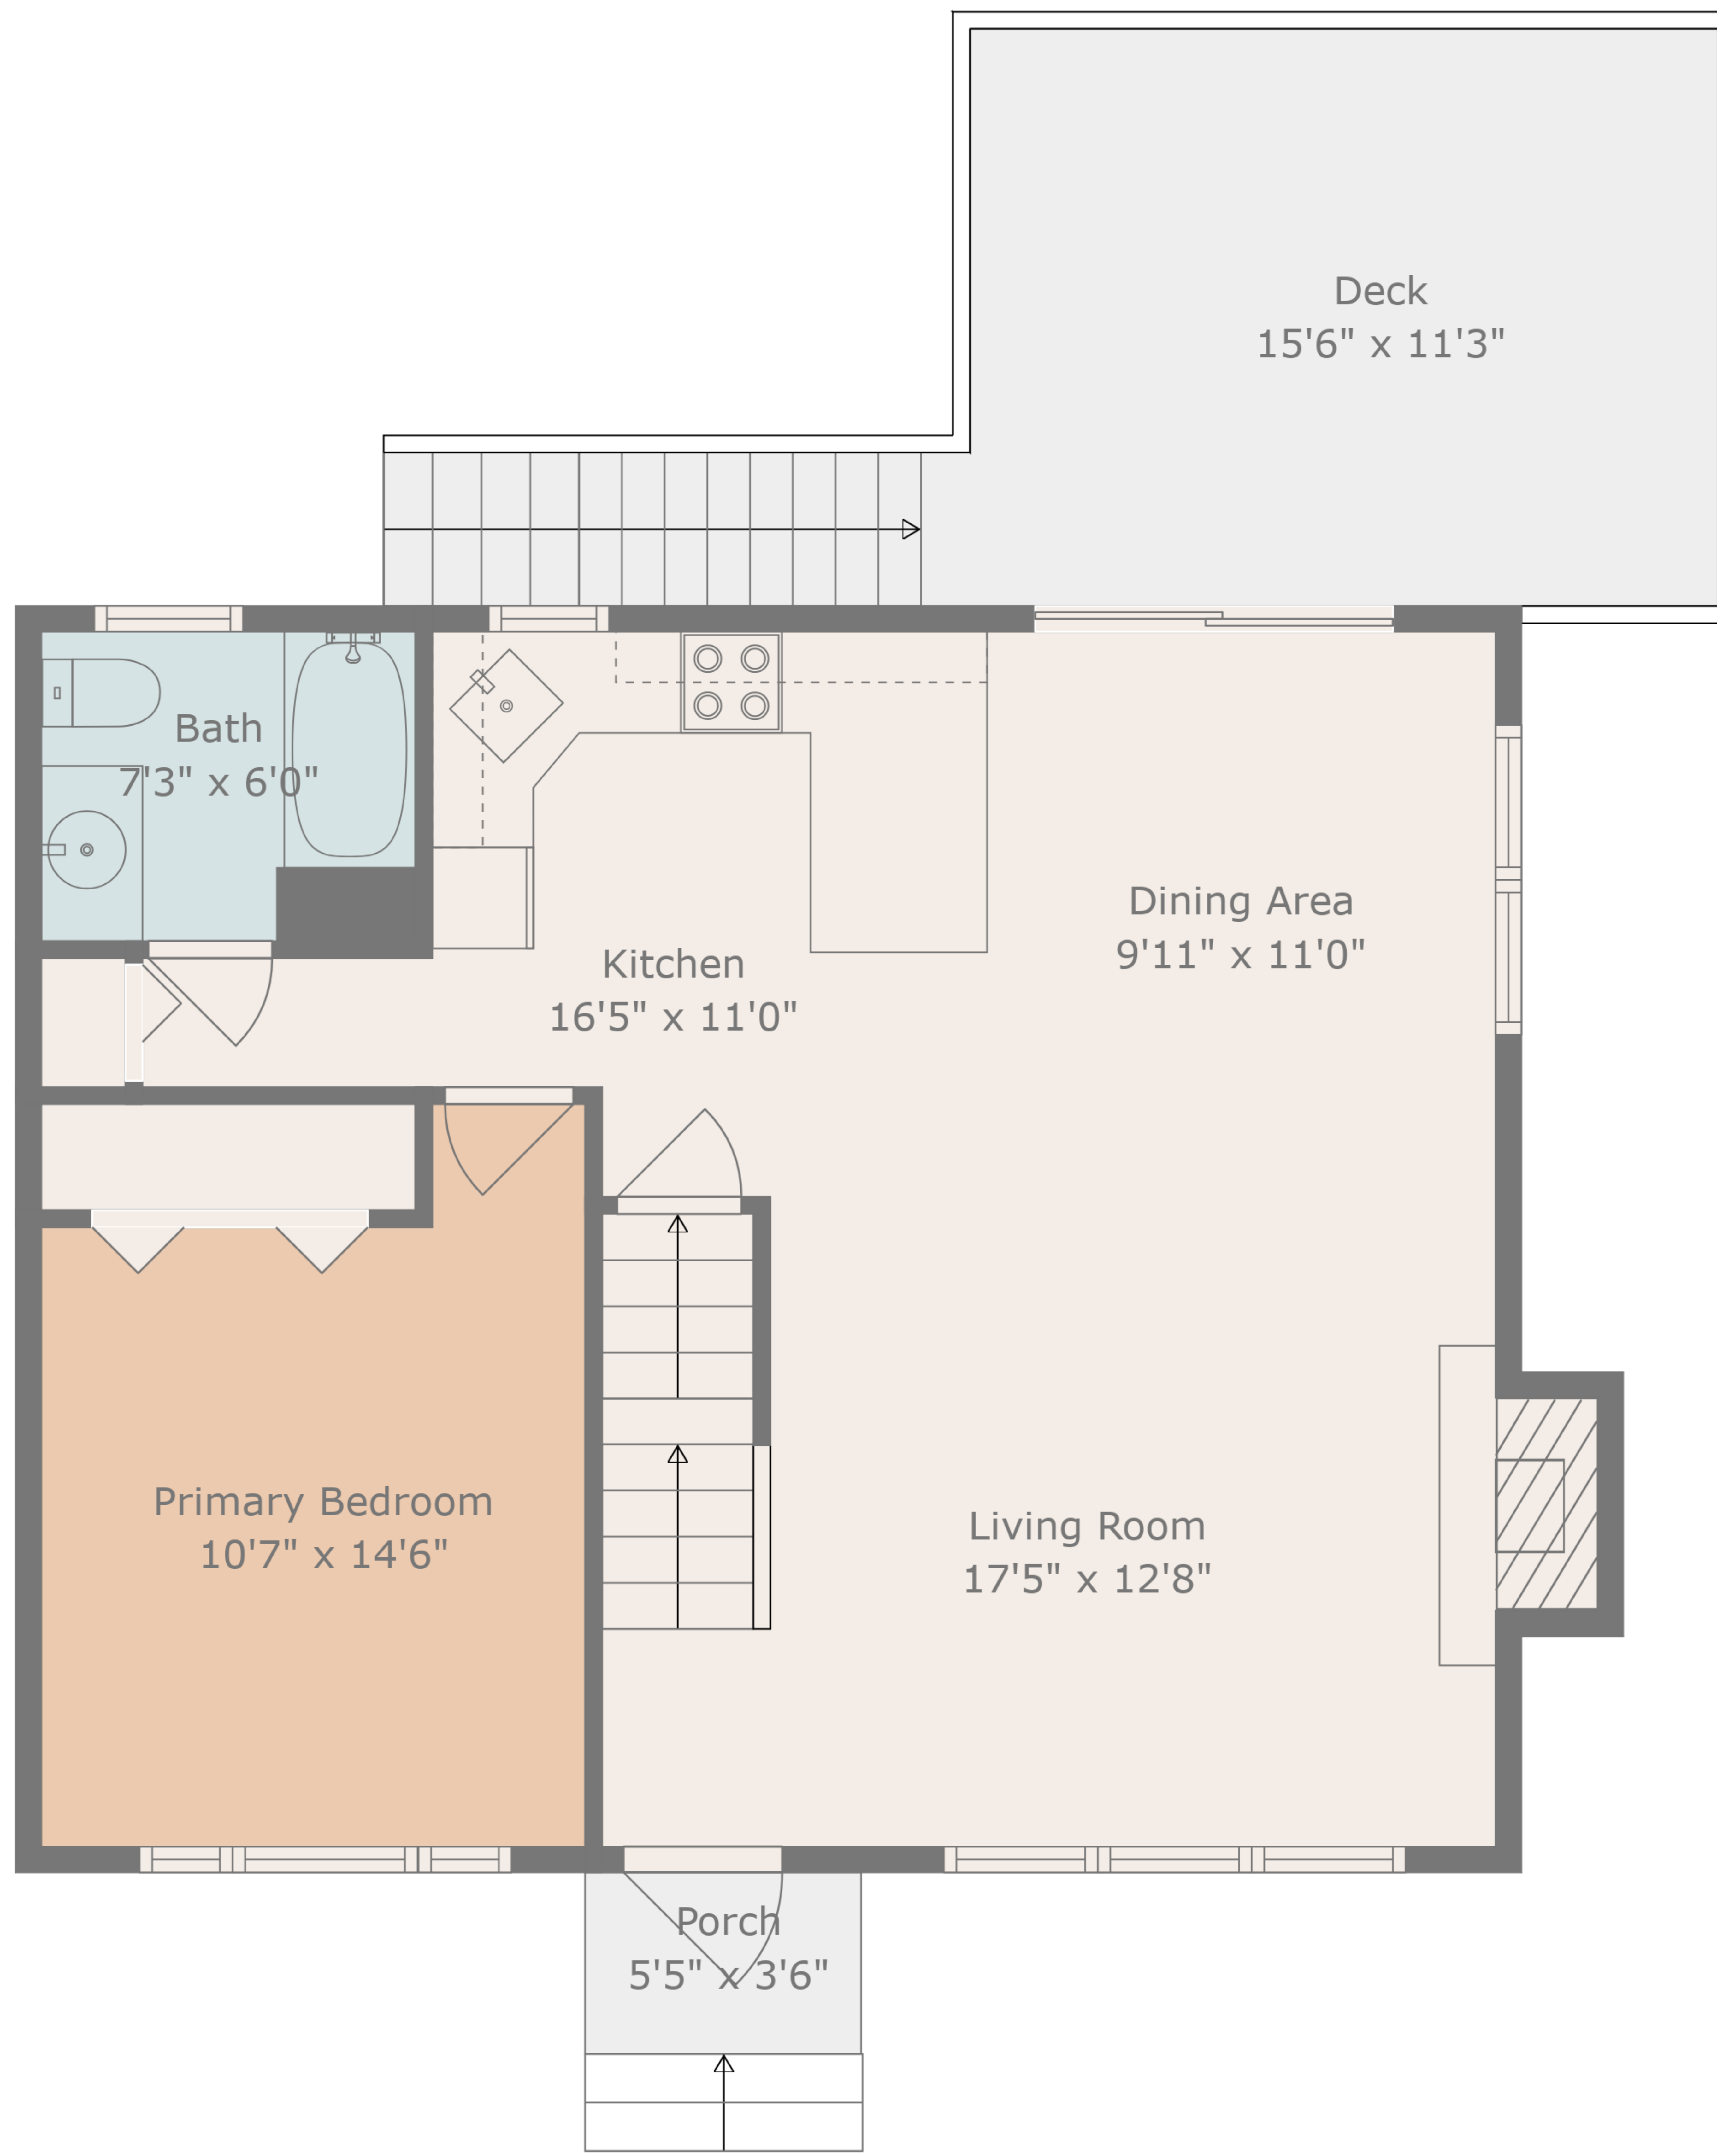 Deck
15'6" x 11'3"
Bath
7'3" x 6'0"
Dining Area
9'11" x 11'0"
Kitchen
16'5" x 11'0"
Primary Bedroom
10'7" x 14'6"
Living Room
17'5" x 12'8"
Porch
5'5" x 3'6"